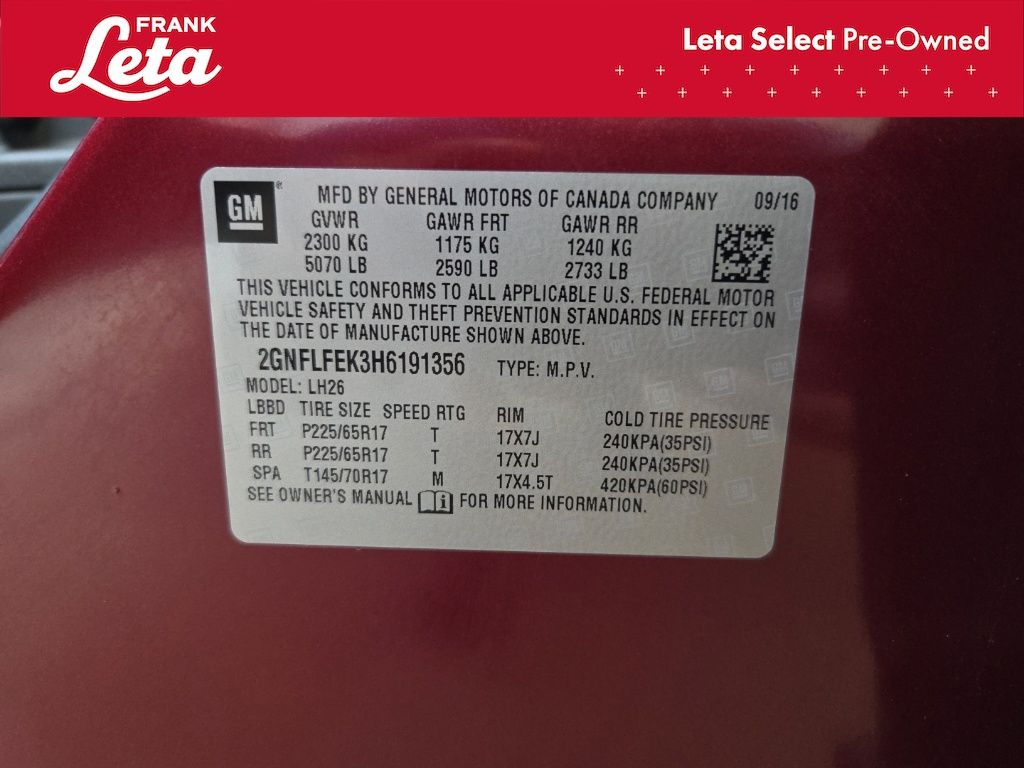 FRANK
Leta
Leta Select Pre-Owned
GM
MFD BY GENERAL MOTORS OF CANADA COMPANY 09/16
GVWR GAWR FRT GAWR RR
2300 KG 1175 KG 1240 KG
5070 LB 2590 LB 2733 LB
THIS VEHICLE CONFORMS TO ALL APPLICABLE U.S. FEDERAL MOTOR
VEHICLE SAFETY AND THEFT PREVENTION STANDARDS IN EFFECT ON
THE DATE OF MANUFACTURE SHOWN ABOVE.
2GNFLFEK3H6191356 TYPE: M.P.V.
MODEL: LH26
LBBD TIRE SIZE SPEED RTG RIM COLD TIRE PRESSURE
FRT P225/65R17 T 17X7J 240KPA(35PSI)
RR P225/65R17 T 17X7J 240KPA(35PSI)
SPA T145/70R17 M 17X4.5T 420KPA(60PSI)
SEE OWNER'S MANUAL i FOR MORE INFORMATION.